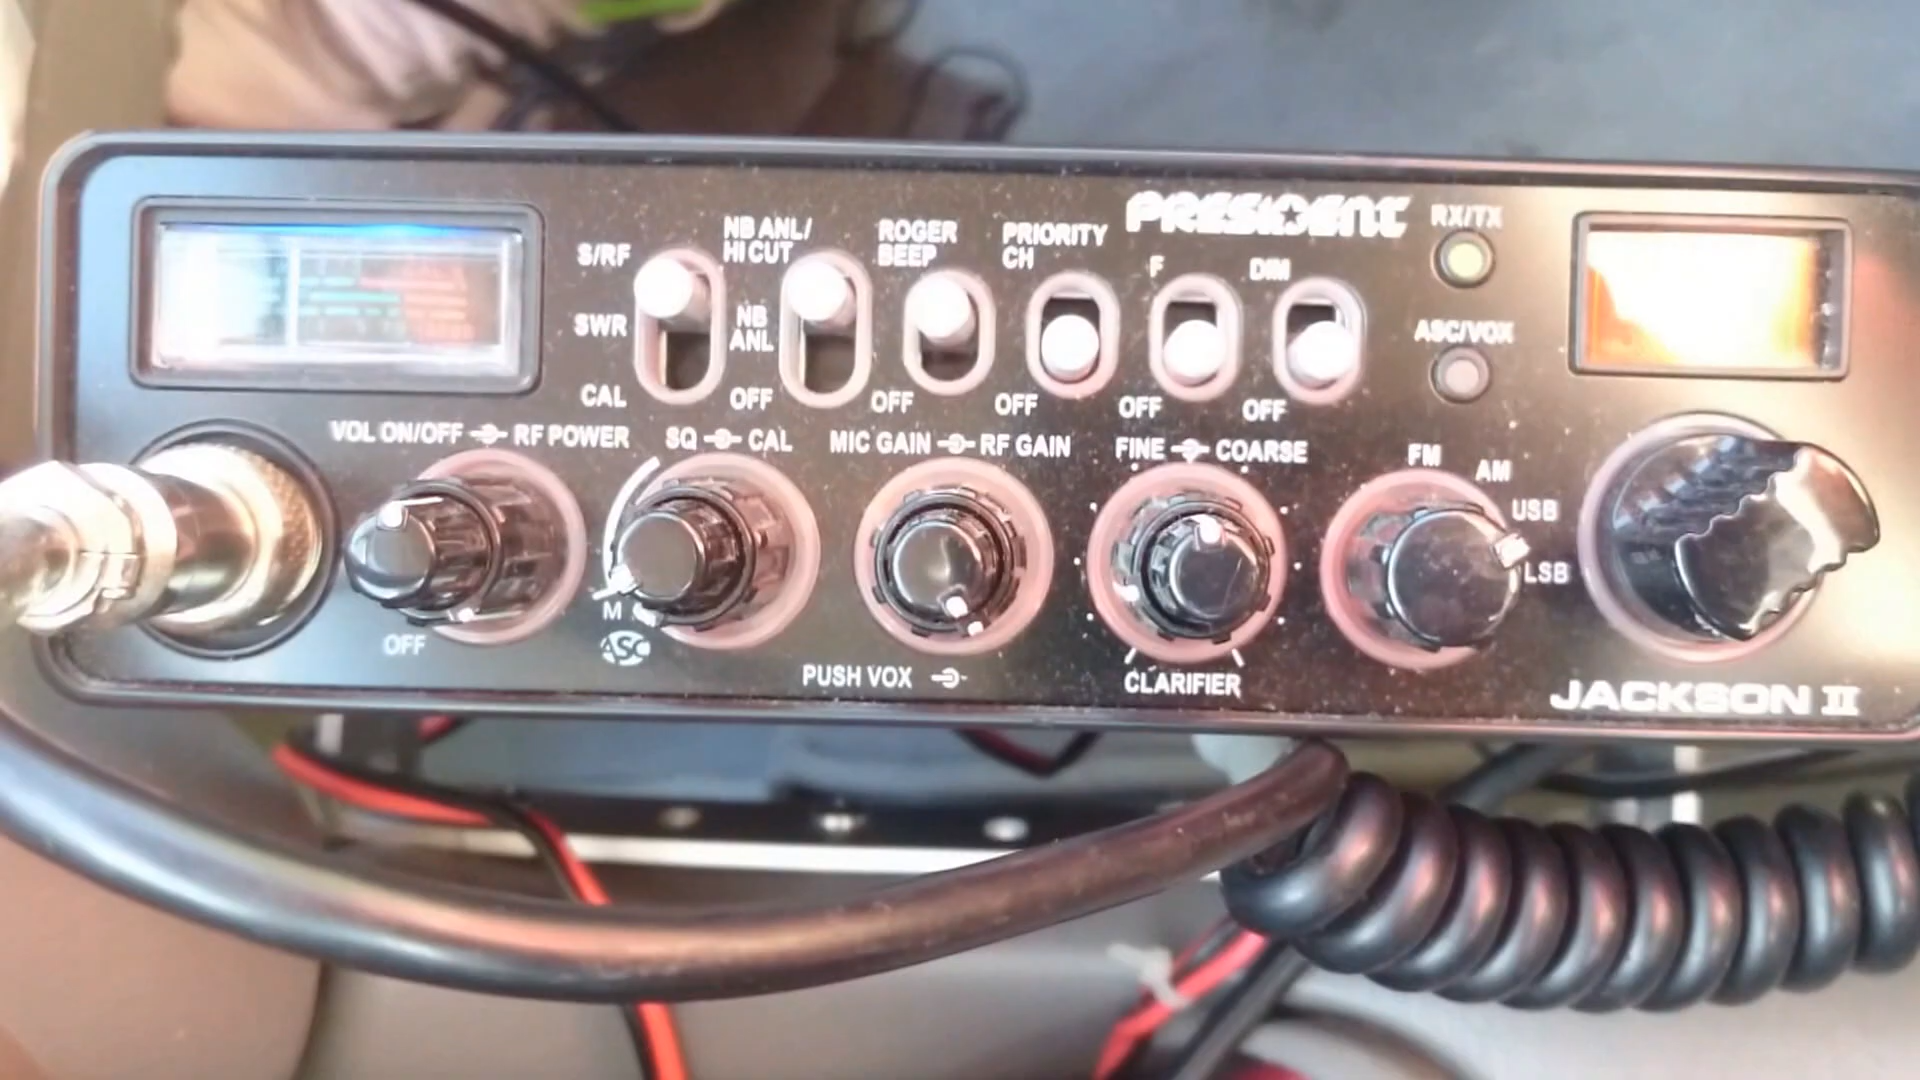 PRESIDENT
RX/TX
S/RF
NB ANL/
HI CUT
ROGER
BEEP
PRIORITY
CH
F
DIM
SWR
NB
ANL
ASC/VOX
CAL
OFF
OFF
OFF
OFF
OFF
VOL ON/OFF RF POWER
SQ CAL
MIC GAIN RF GAIN
FINE COARSE
FM
AM
USB
LSB
M
OFF
ASC
PUSH VOX
CLARIFIER
JACKSON II